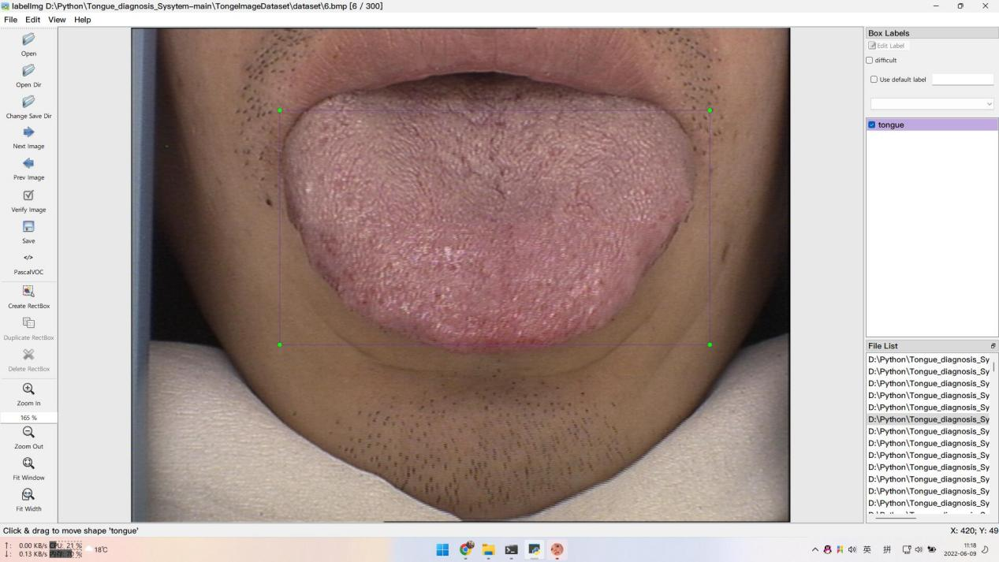 labelImg D:\Python\Tongue_diagnosis_Sysytem-main\TongeImageDataset\dataset\6.bmp [6 / 300]
File Edit View Help
Open
Open Dir
Change Save Dir
Next Image
Prev Image
Verify Image
Save
</>
PascalVOC
Create RectBox
Duplicate RectBox
Delete RectBox
Zoom In
165 %
Zoom Out
Fit Window
Fit Width
Box Labels
Edit Label
difficult
Use default label
tongue
File List
D:\Python\Tongue_diagnosis_Sy
D:\Python\Tongue_diagnosis_Sy
D:\Python\Tongue_diagnosis_Sy
D:\Python\Tongue_diagnosis_Sy
D:\Python\Tongue_diagnosis_Sy
D:\Python\Tongue_diagnosis_Sy
D:\Python\Tongue_diagnosis_Sy
D:\Python\Tongue_diagnosis_Sy
D:\Python\Tongue_diagnosis_Sy
D:\Python\Tongue_diagnosis_Sy
D:\Python\Tongue_diagnosis_Sy
D:\Python\Tongue_diagnosis_Sy
D:\Python\Tongue_diagnosis_Sy
Click & drag to move shape 'tongue'
X: 420; Y: 49
↑: 0.00 KB/s CPU: 21 %
↓: 0.13 KB/s 内存: 70 %
18℃
英 拼
11:18
2022-06-09